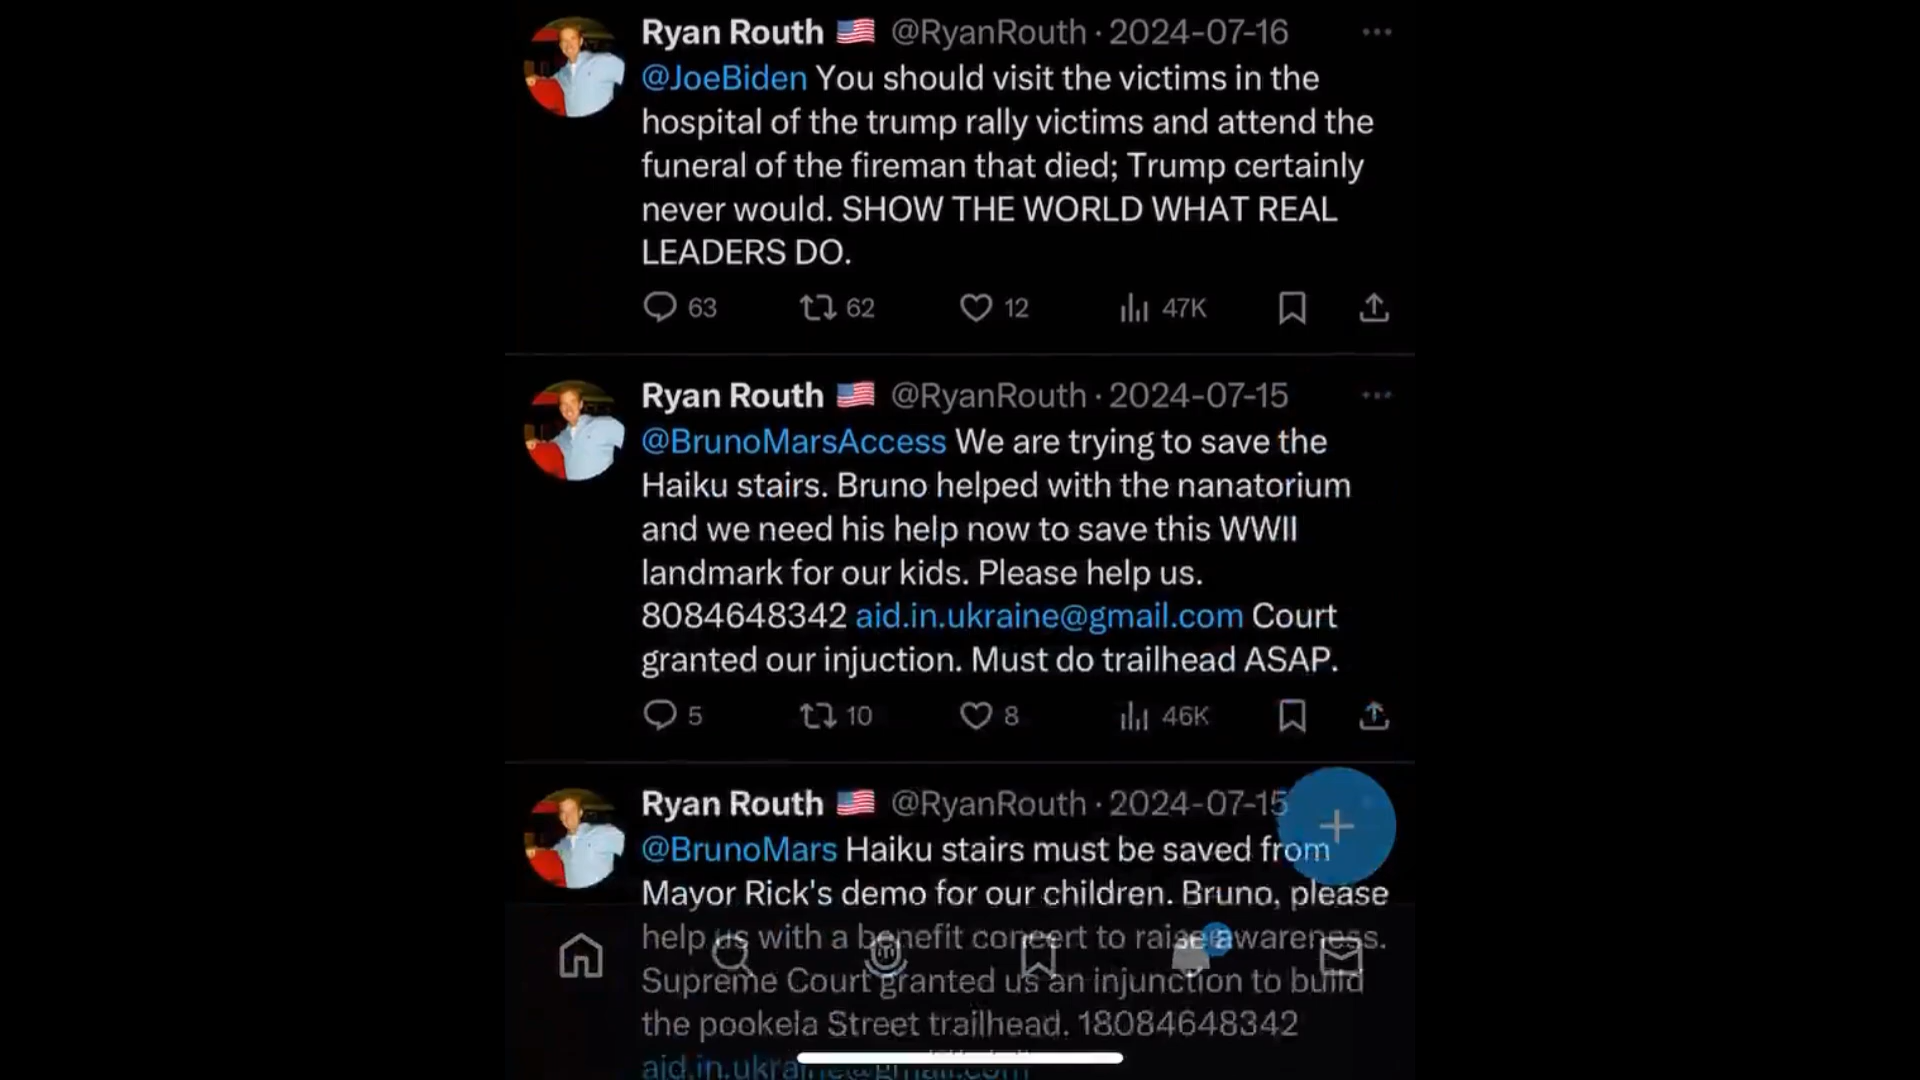 Ryan Routh 🇺🇸 @RyanRouth · 2024-07-16
@JoeBiden You should visit the victims in the
hospital of the trump rally victims and attend the
funeral of the fireman that died; Trump certainly
never would. SHOW THE WORLD WHAT REAL
LEADERS DO.
63 62 12 47K
Ryan Routh 🇺🇸 @RyanRouth · 2024-07-15
@BrunoMarsAccess We are trying to save the
Haiku stairs. Bruno helped with the nanatorium
and we need his help now to save this WWII
landmark for our kids. Please help us.
8084648342 aid.in.ukraine@gmail.com Court
granted our injuction. Must do trailhead ASAP.
5 10 8 46K
Ryan Routh 🇺🇸 @RyanRouth · 2024-07-15
@BrunoMars Haiku stairs must be saved from
Mayor Rick's demo for our children. Bruno, please
help us with a benefit concert to raise awareness.
Supreme Court granted us an injunction to build
the pookela Street trailhead. 18084648342